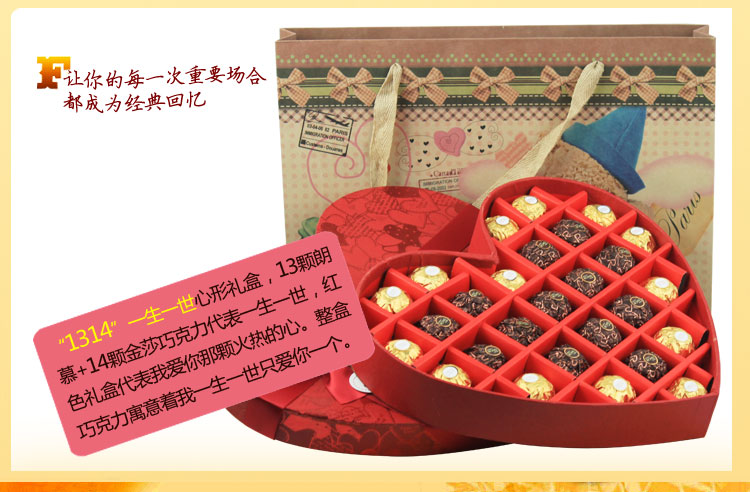 F让你的每一次重要场合
都成为经典回忆
PARIS
IMMIGRATION OFFICER
Paris
“1314”一生一世心形礼盒，13颗朗
慕+14颗金莎巧克力代表一生一世，红
色礼盒代表我爱你那颗火热的心。整盒
巧克力寓意着我一生一世只爱你一个。